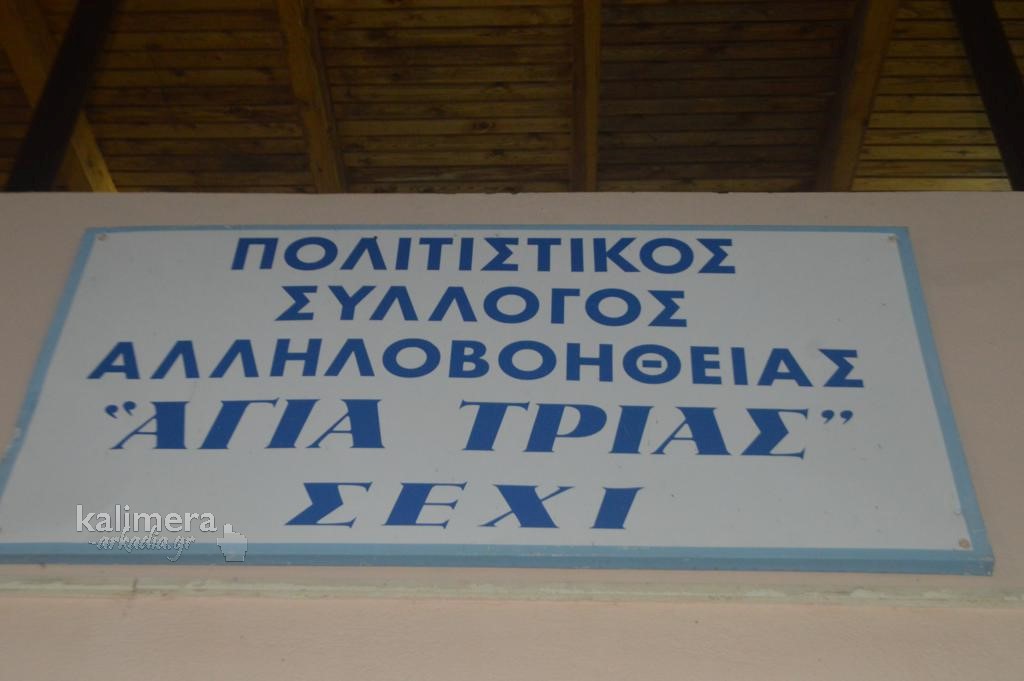 ΠΟΛΙΤΙΣΤΙΚΟΣ
ΣΥΛΛΟΓΟΣ
ΑΛΛΗΛΟΒΟΗΘΕΙΑΣ
"ΑΓΙΑ ΤΡΙΑΣ"
ΣΕΧΙ
kalimera
-arkadia.gr